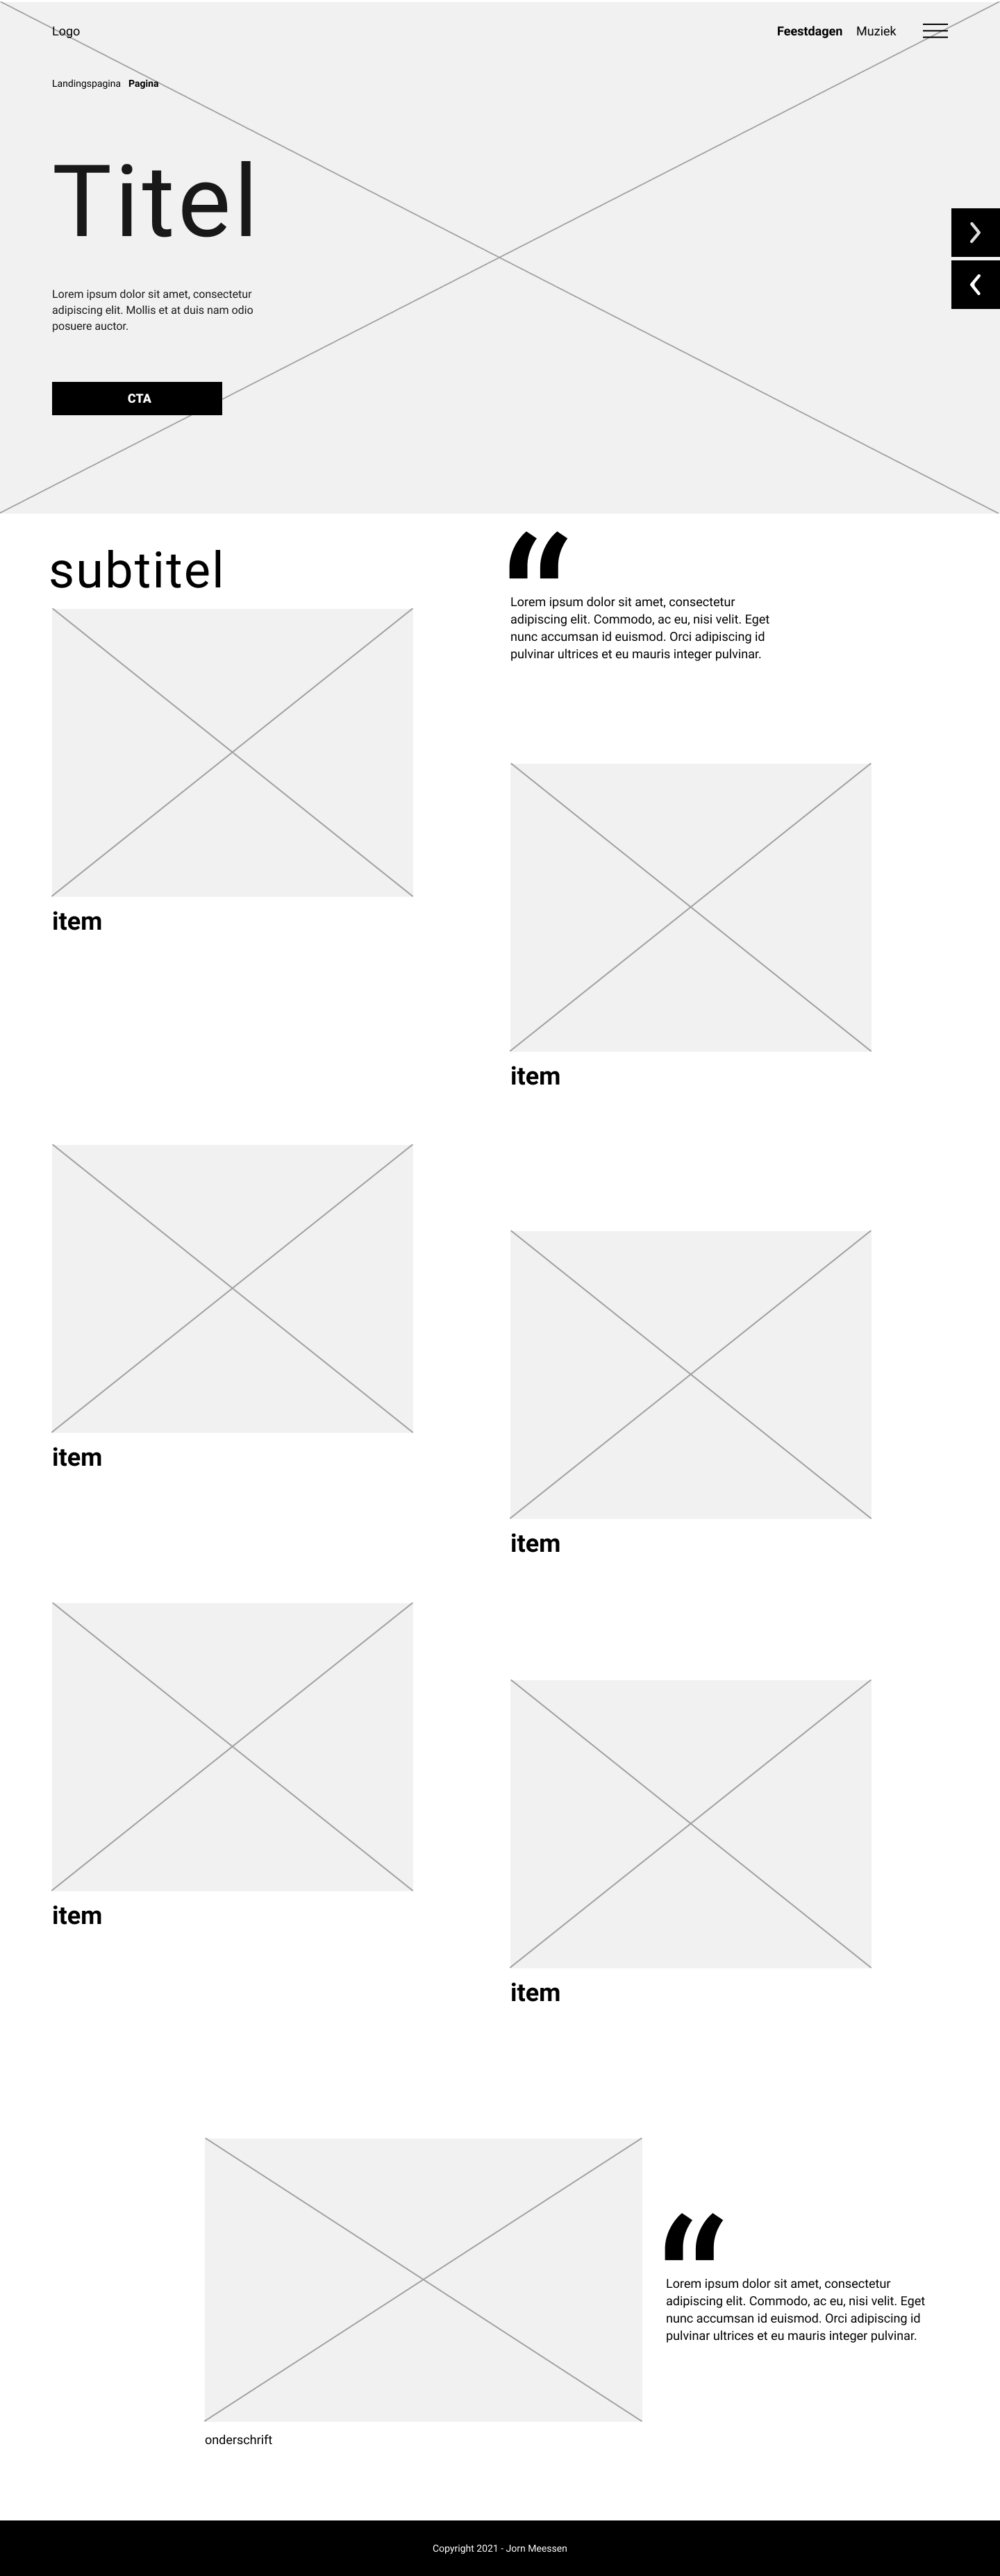 Logo
Feestdagen Muziek
Landingspagina Pagina
Titel
Lorem ipsum dolor sit amet, consectetur
adipiscing elit. Mollis et at duis nam odio
posuere auctor.
CTA
subtitel
“
Lorem ipsum dolor sit amet, consectetur
adipiscing elit. Commodo, ac eu, nisi velit. Eget
nunc accumsan id euismod. Orci adipiscing id
pulvinar ultrices et eu mauris integer pulvinar.
item
item
item
item
item
item
“
Lorem ipsum dolor sit amet, consectetur
adipiscing elit. Commodo, ac eu, nisi velit. Eget
nunc accumsan id euismod. Orci adipiscing id
pulvinar ultrices et eu mauris integer pulvinar.
onderschrift
Copyright 2021 - Jorn Meessen